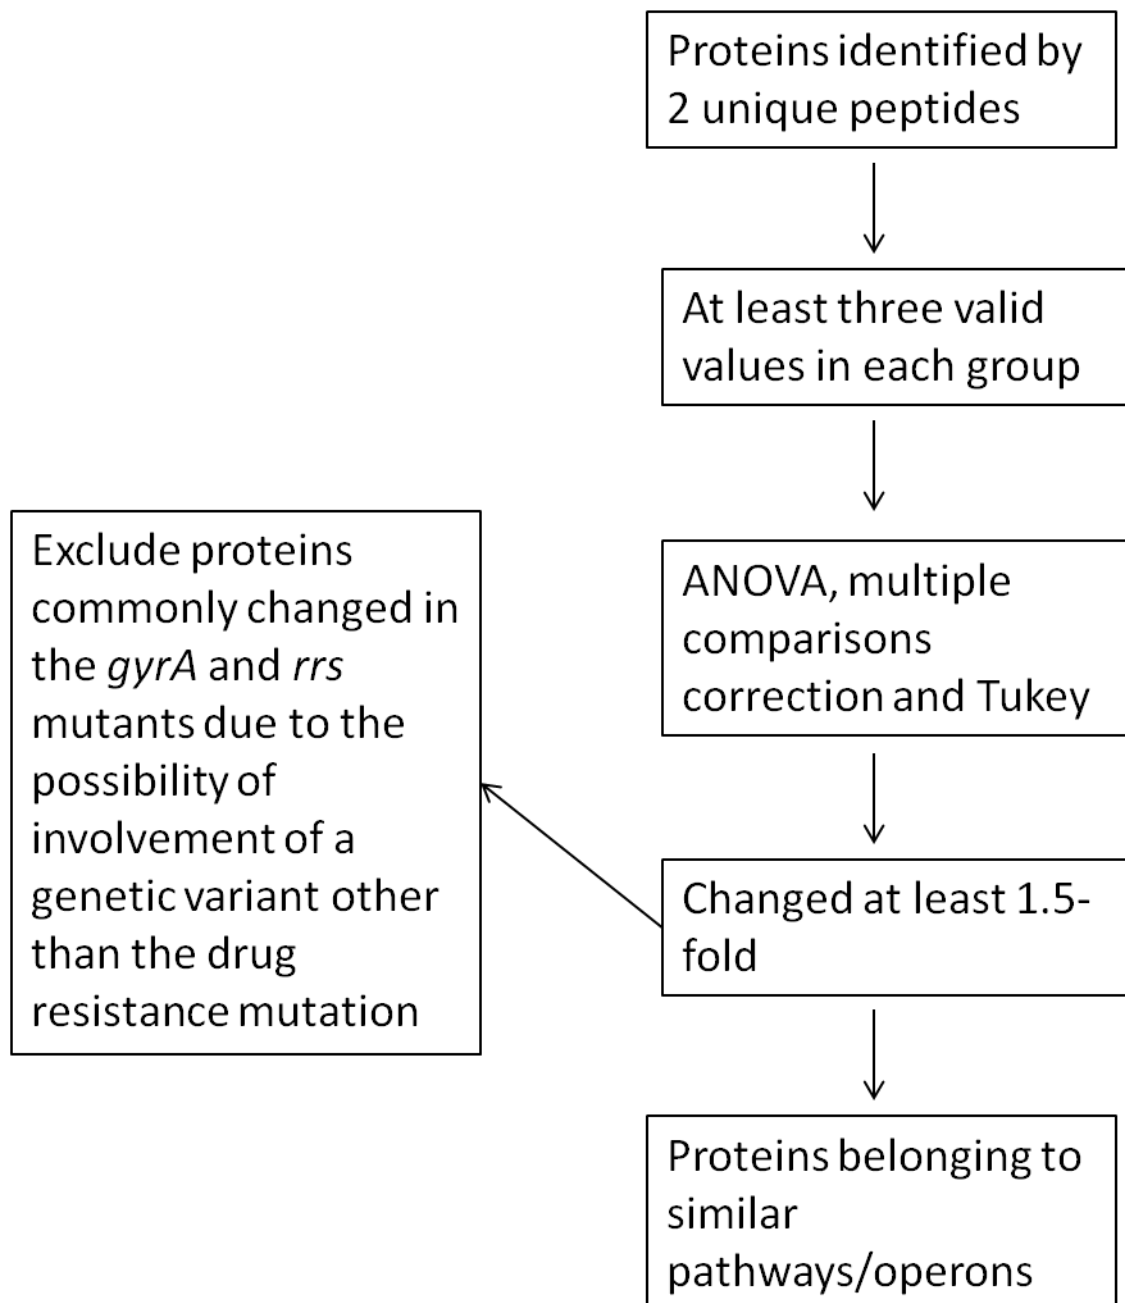 Proteins identified by
2 unique peptides
At least three valid
values in each group
ANOVA, multiple
comparisons
correction and Tukey
Changed at least 1.5-
fold
Exclude proteins
commonly changed in
the gyrA and rrs
mutants due to the
possibility of
involvement of a
genetic variant other
than the drug
resistance mutation
Proteins belonging to
similar
pathways/operons